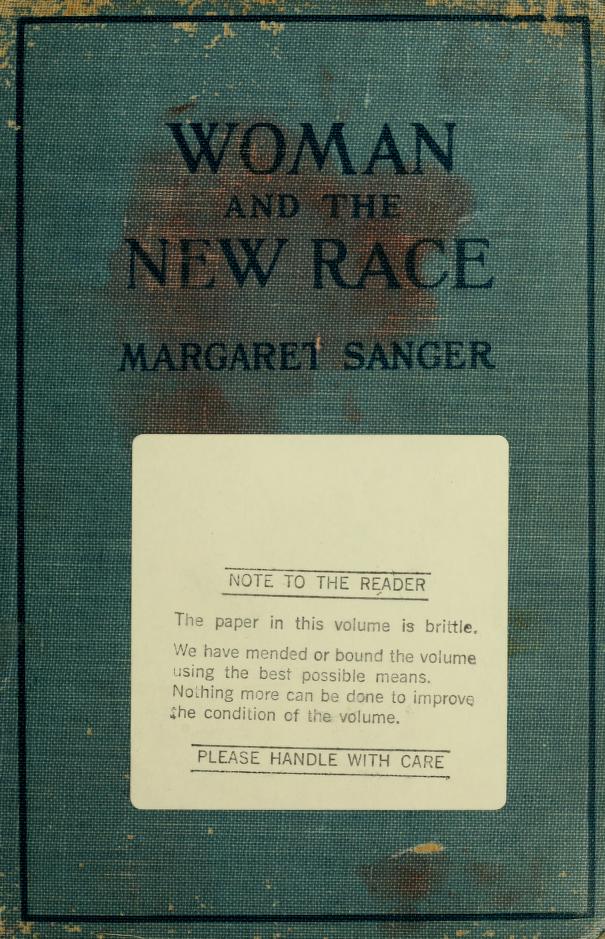 WOMAN
AND THE
NEW RACE
MARGARET SANGER
NOTE TO THE READER
The paper in this volume is brittle.
We have mended or bound the volume
using the best possible means.
Nothing more can be done to improve
the condition of the volume.
PLEASE HANDLE WITH CARE